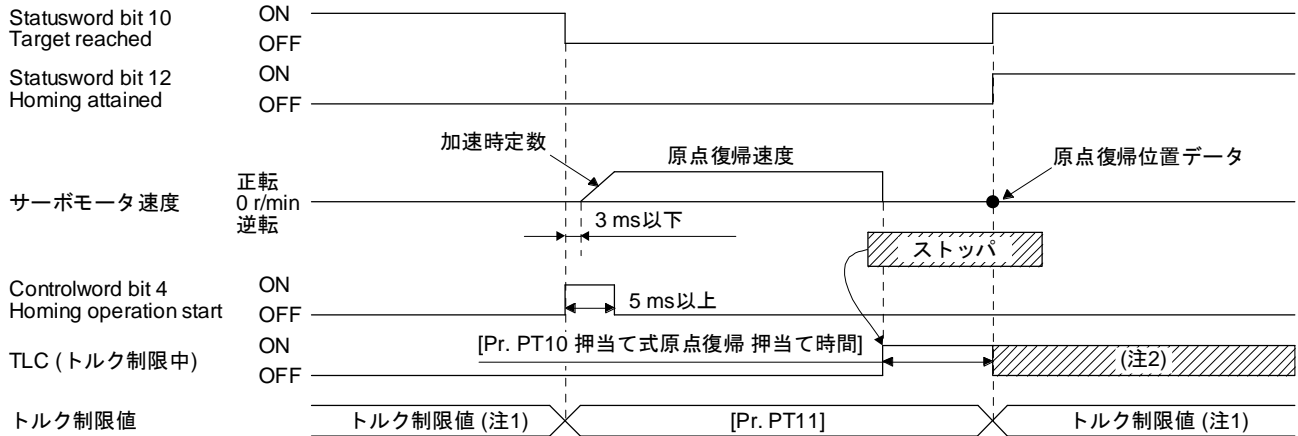 Statusword bit 10
Target reached
ON
OFF
Statusword bit 12
Homing attained
ON
OFF
加速時定数
原点復帰速度
原点復帰位置データ
サーボモータ速度
正転
0 r/min
逆転
3 ms以下
ストッパ
Controlword bit 4
Homing operation start
ON
OFF
5 ms以上
TLC (トルク制限中)
ON
OFF
[Pr. PT10 押当て式原点復帰 押当て時間]
(注2)
トルク制限値
トルク制限値 (注1)
[Pr. PT11]
トルク制限値 (注1)